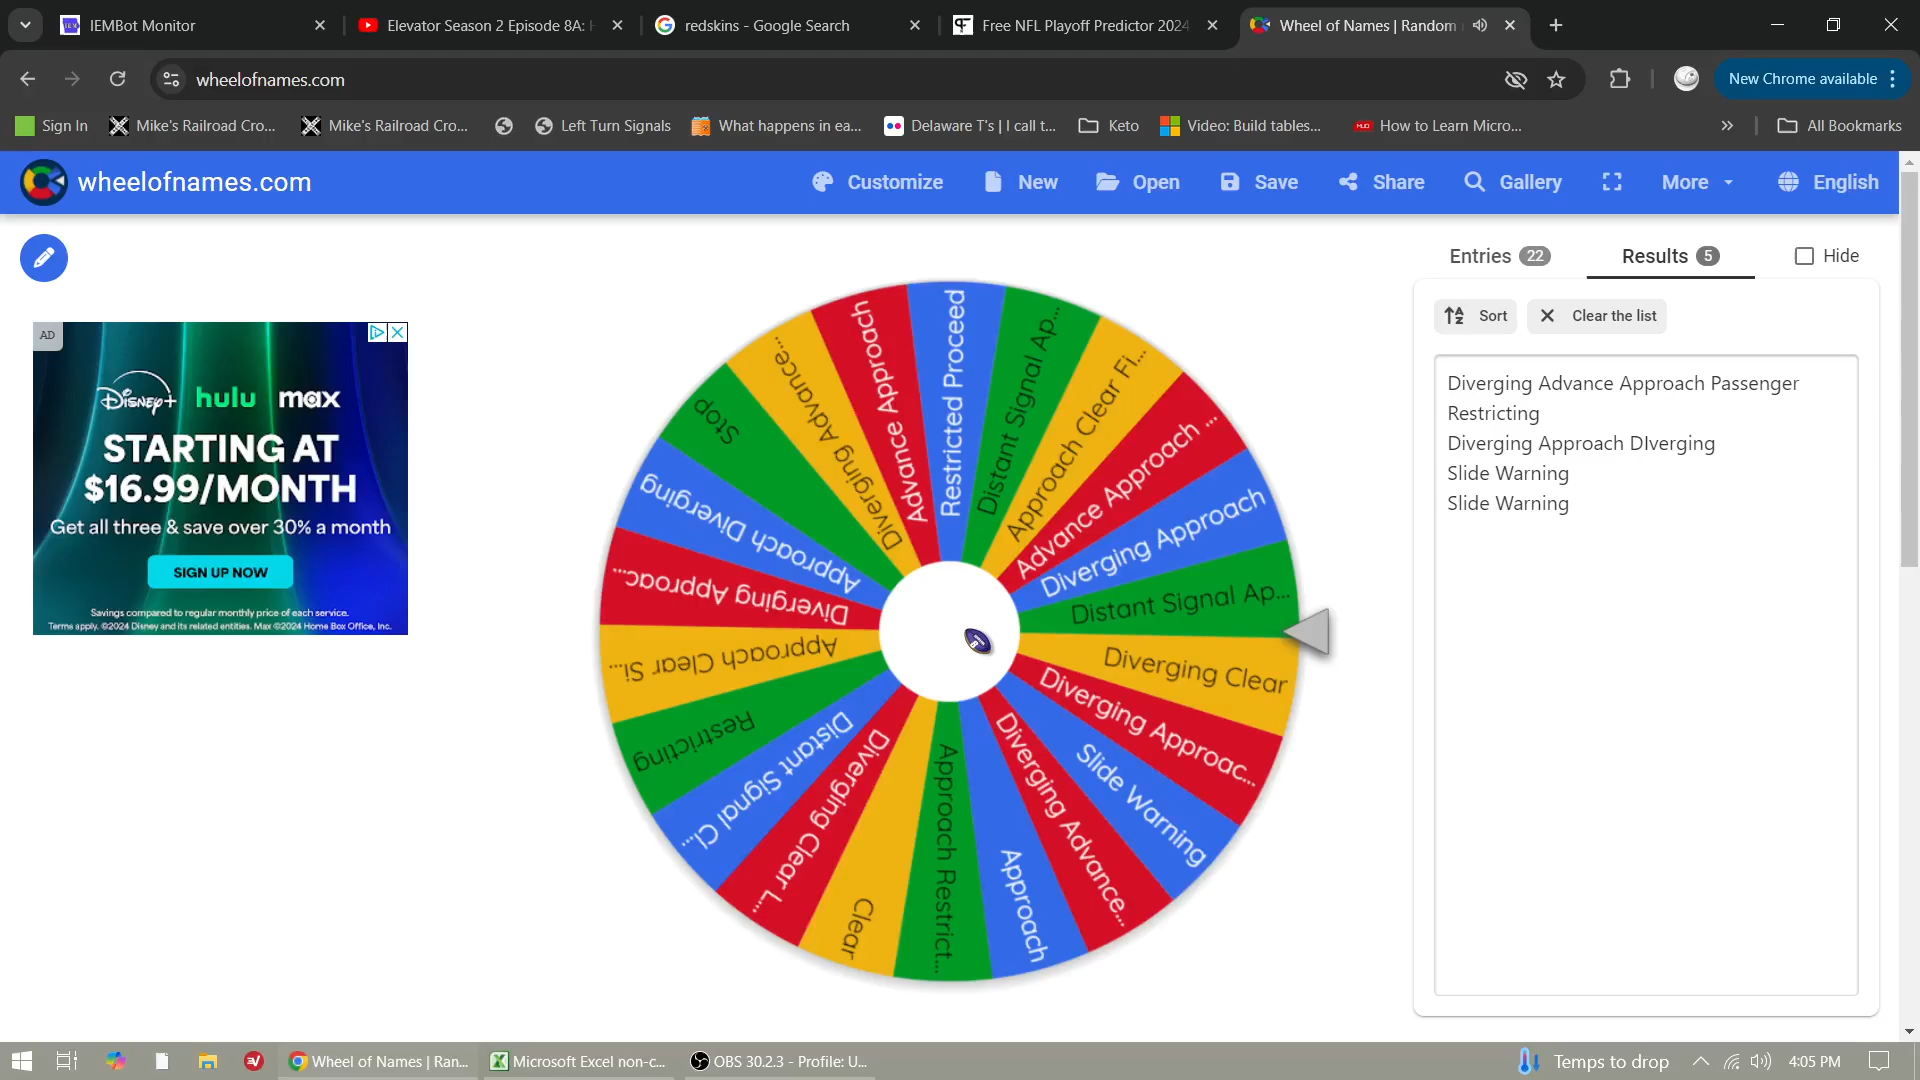 IEMBot Monitor
Elevator Season 2 Episode 8A: H
redskins - Google Search
Free NFL Playoff Predictor 2024
Wheel of Names | Random
wheelofnames.com
New Chrome available
Sign In
Mike's Railroad Cro...
Mike's Railroad Cro...
Left Turn Signals
What happens in ea...
Delaware T's | I call t...
Keto
Video: Build tables...
How to Learn Micro...
All Bookmarks
wheelofnames.com
Customize
New
Open
Save
Share
Gallery
More
English
Entries 22
Results 5
Hide
Sort
Clear the list
Diverging Advance Approach Passenger
Restricting
Diverging Approach DIverging
Slide Warning
Slide Warning
AD
Disney+ hulu max
STARTING AT
$16.99/MONTH
Get all three & save over 30% a month
SIGN UP NOW
Savings compared to regular monthly price of each service.
Terms apply. ©2024 Disney and its related entities. Max ©2024 Home Box Office, Inc.
Restricted Proceed
Distant Signal Ap...
Approach Clear Fi...
Advance Approach ...
Diverging Approach
Distant Signal Ap...
Diverging Clear
Diverging Approac...
Slide Warning
Diverging Advance...
Approach
Approach Restrict...
Clear
Diverging Clear L...
Distant Signal Cl...
Restricting
Approach Clear Si...
Diverging Approac...
Approach Diverging
Stop
Diverging Advance...
Advance Approach
Wheel of Names | Ran...
Microsoft Excel non-c...
OBS 30.2.3 - Profile: U...
Temps to drop
4:05 PM